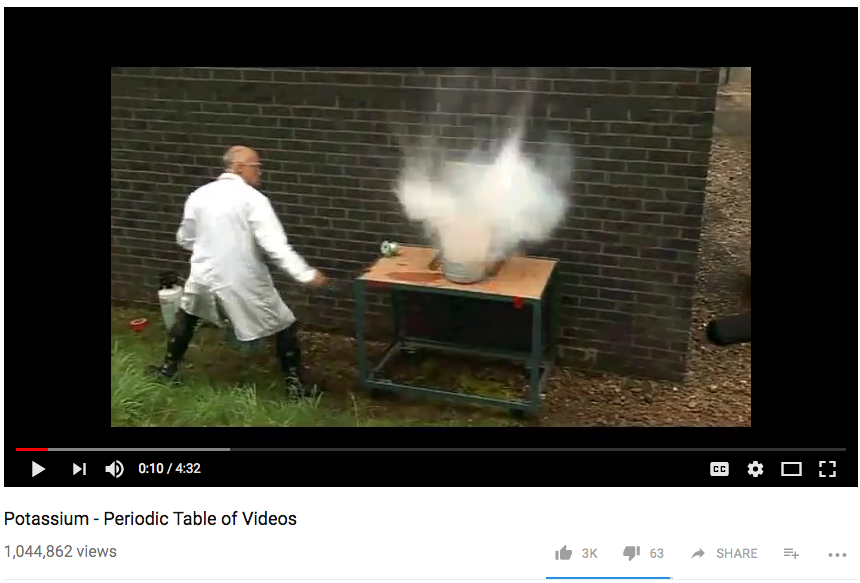 0:10 / 4:32 CC
Potassium - Periodic Table of Videos
1,044,862 views
3K 63 SHARE